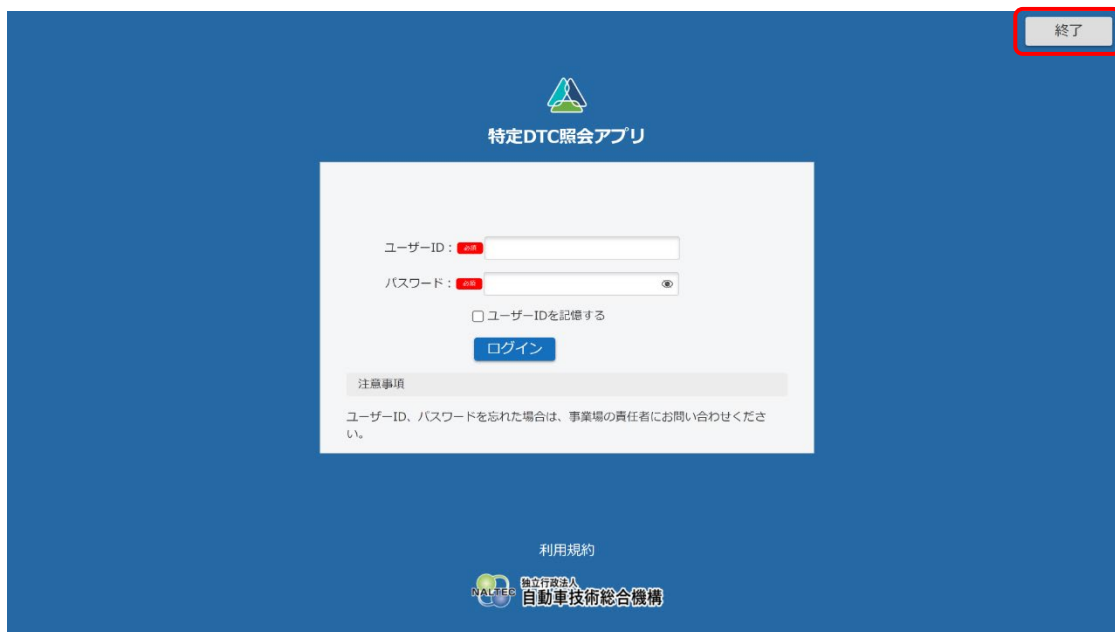 終了
特定DTC照会アプリ
ユーザーID：必須
パスワード：必須
ユーザーIDを記憶する
ログイン
注意事項
ユーザーID、パスワードを忘れた場合は、事業場の責任者にお問い合わせくださ
い。
利用規約
NALTEC 独立行政法人
自動車技術総合機構